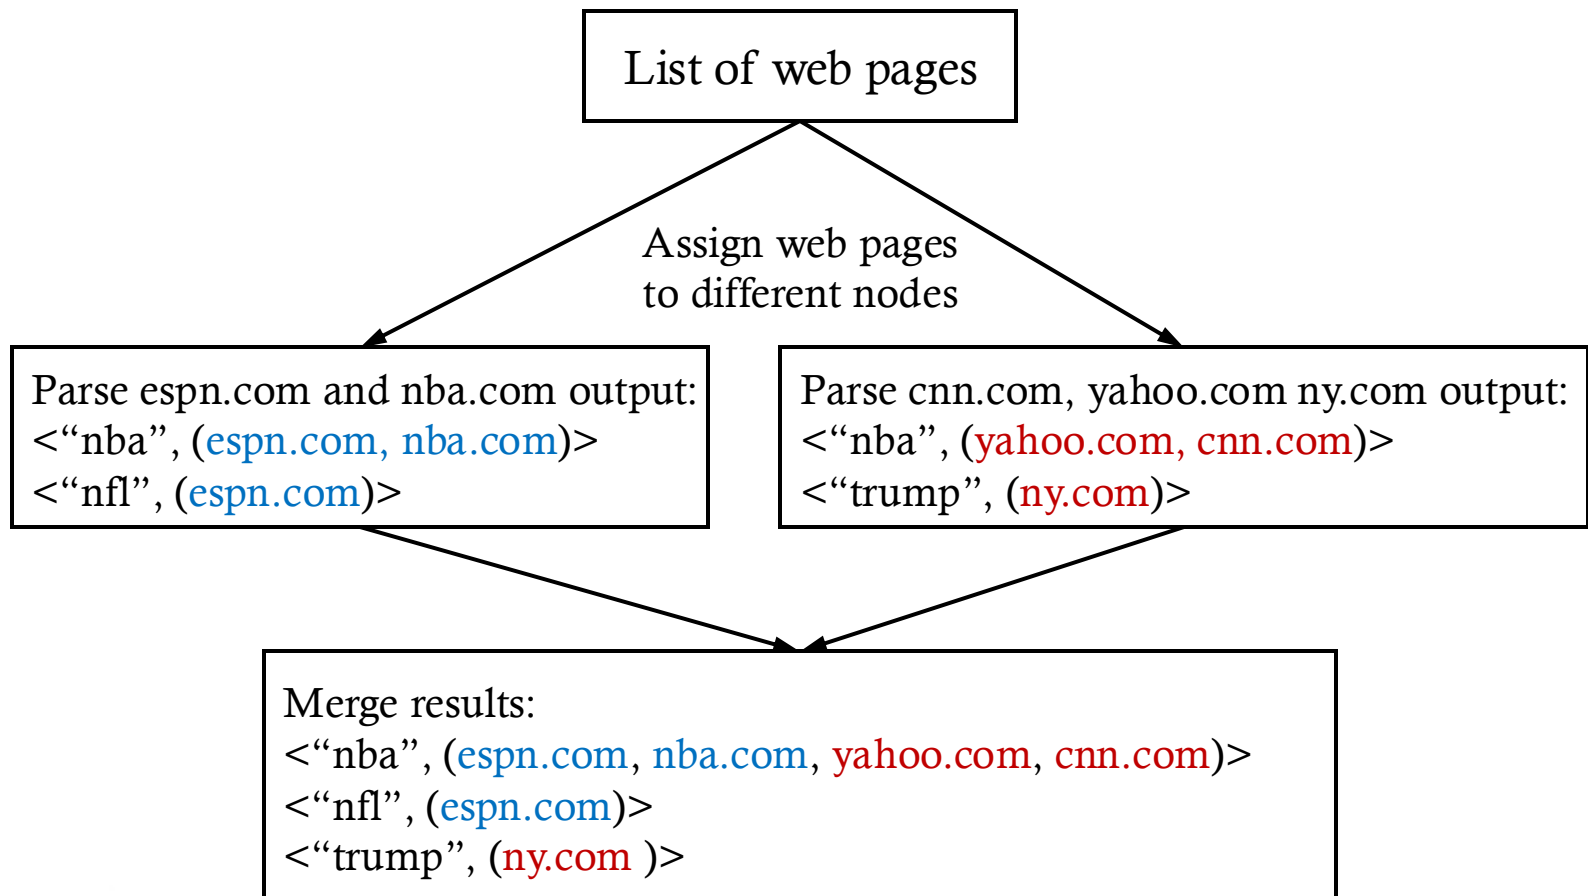 List of web pages
Assign web pages
to different nodes
Parse espn.com and nba.com output:
<“nba”, (espn.com, nba.com)>
<“nfl”, (espn.com)>
Parse cnn.com, yahoo.com ny.com output:
<“nba”, (yahoo.com, cnn.com)>
<“trump”, (ny.com)>
Merge results:
<“nba”, (espn.com, nba.com, yahoo.com, cnn.com)>
<“nfl”, (espn.com)>
<“trump”, (ny.com )>